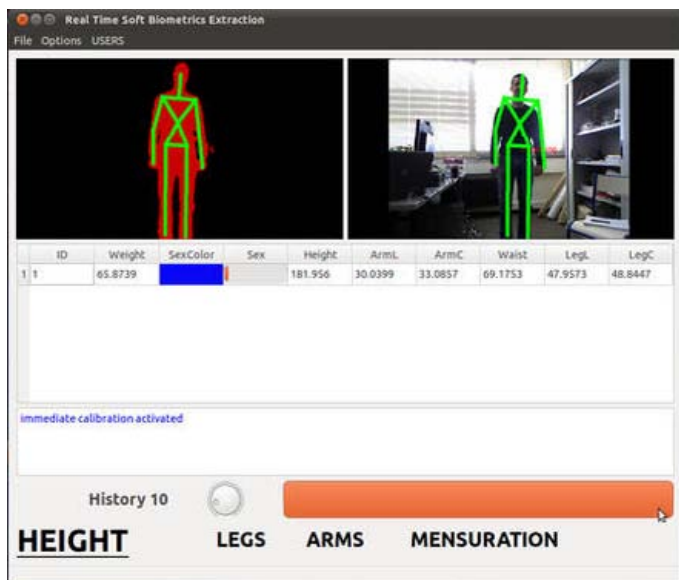 Real Time Soft Biometrics Extraction
File Options USERS
ID Weight SexColor Sex Height ArmL ArmC Waist LegL LegC
1 1 65.8739 181.956 30.0399 33.0857 69.1753 47.9573 48.8447
immediate calibration activated
History 10
HEIGHT LEGS ARMS MENSURATION